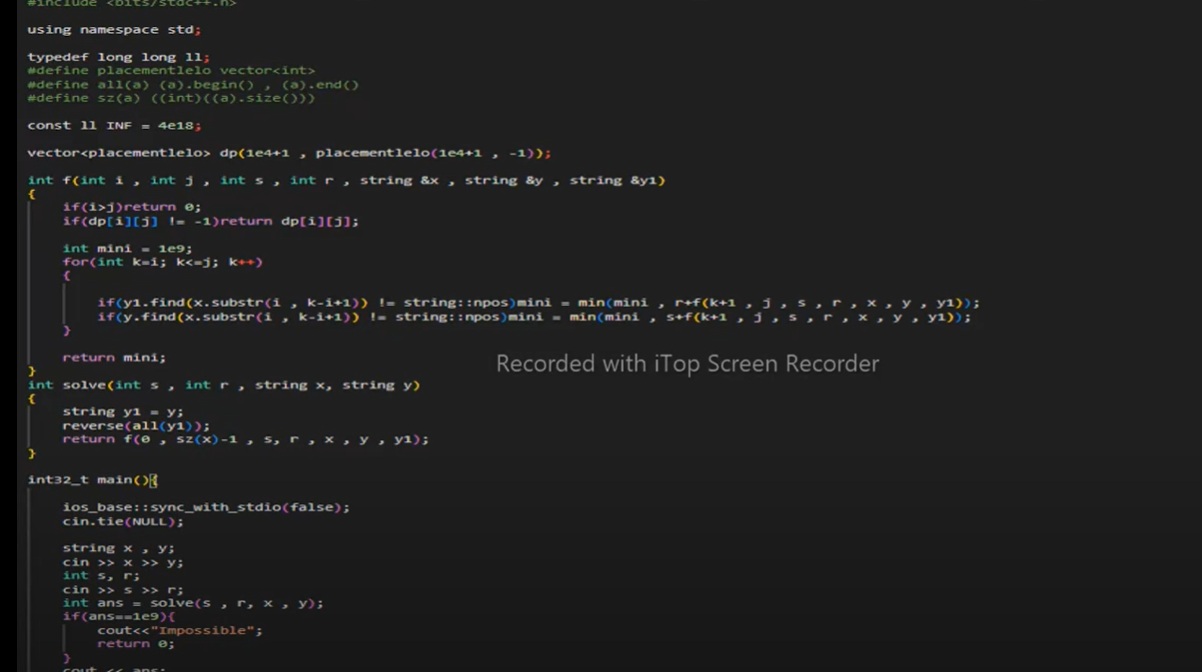 #include <bits/stdc++.h>
using namespace std;
typedef long long ll;
#define placementlelo vector<int>
#define all(a) (a).begin() , (a).end()
#define sz(a) ((int)((a).size()))
const ll INF = 4e18;
vector<placementlelo> dp(1e4+1 , placementlelo(1e4+1 , -1));
int f(int i , int j , int s , int r , string &x , string &y , string &y1)
{
if(i>j)return 0;
if(dp[i][j] != -1)return dp[i][j];
int mini = 1e9;
for(int k=i; k<=j; k++)
{
if(y1.find(x.substr(i , k-i+1)) != string::npos)mini = min(mini , r+f(k+1 , j , s , r , x , y , y1));
if(y.find(x.substr(i , k-i+1)) != string::npos)mini = min(mini , s+f(k+1 , j , s , r , x , y , y1));
}
return mini;
Recorded with iTop Screen Recorder
}
int solve(int s , int r , string x, string y)
{
string y1 = y;
reverse(all(y1));
return f(0 , sz(x)-1 , s, r , x , y , y1);
}
int32_t main(){
ios_base::sync_with_stdio(false);
cin.tie(NULL);
string x , y;
cin >> x >> y;
int s, r;
cin >> s >> r;
int ans = solve(s , r, x , y);
if(ans==1e9){
cout<<"Impossible";
return 0;
}
cout << ans;